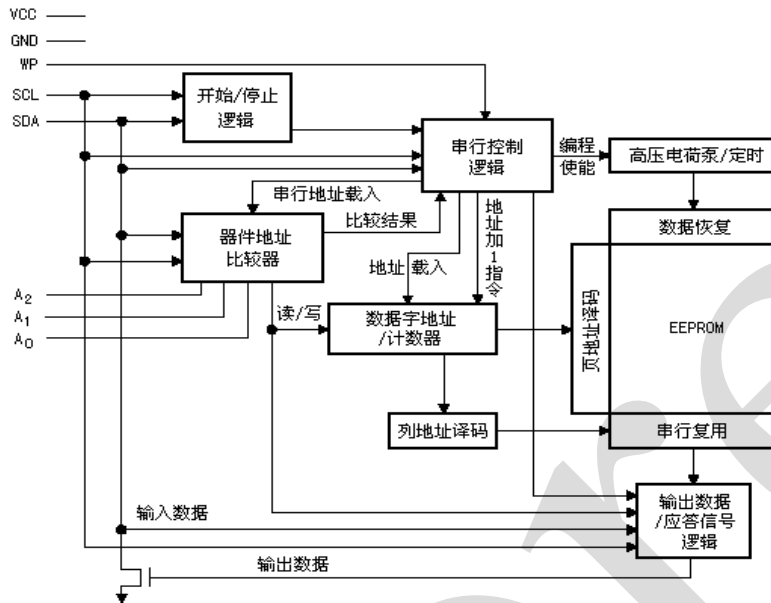 VCC
GND
WP
SCL
SDA
开始/停止
逻辑
串行控制
逻辑
编程
使能
高压电荷泵/定时
串行地址载入
比较结果
地址加1指令
数据恢复
器件地址
比较器
地址 载入
A2
A1
A0
读/写
数据字地址
/计数器
页地址译码
EEPROM
列地址译码
串行复用
输入数据
输出数据
/应答信号
逻辑
输出数据